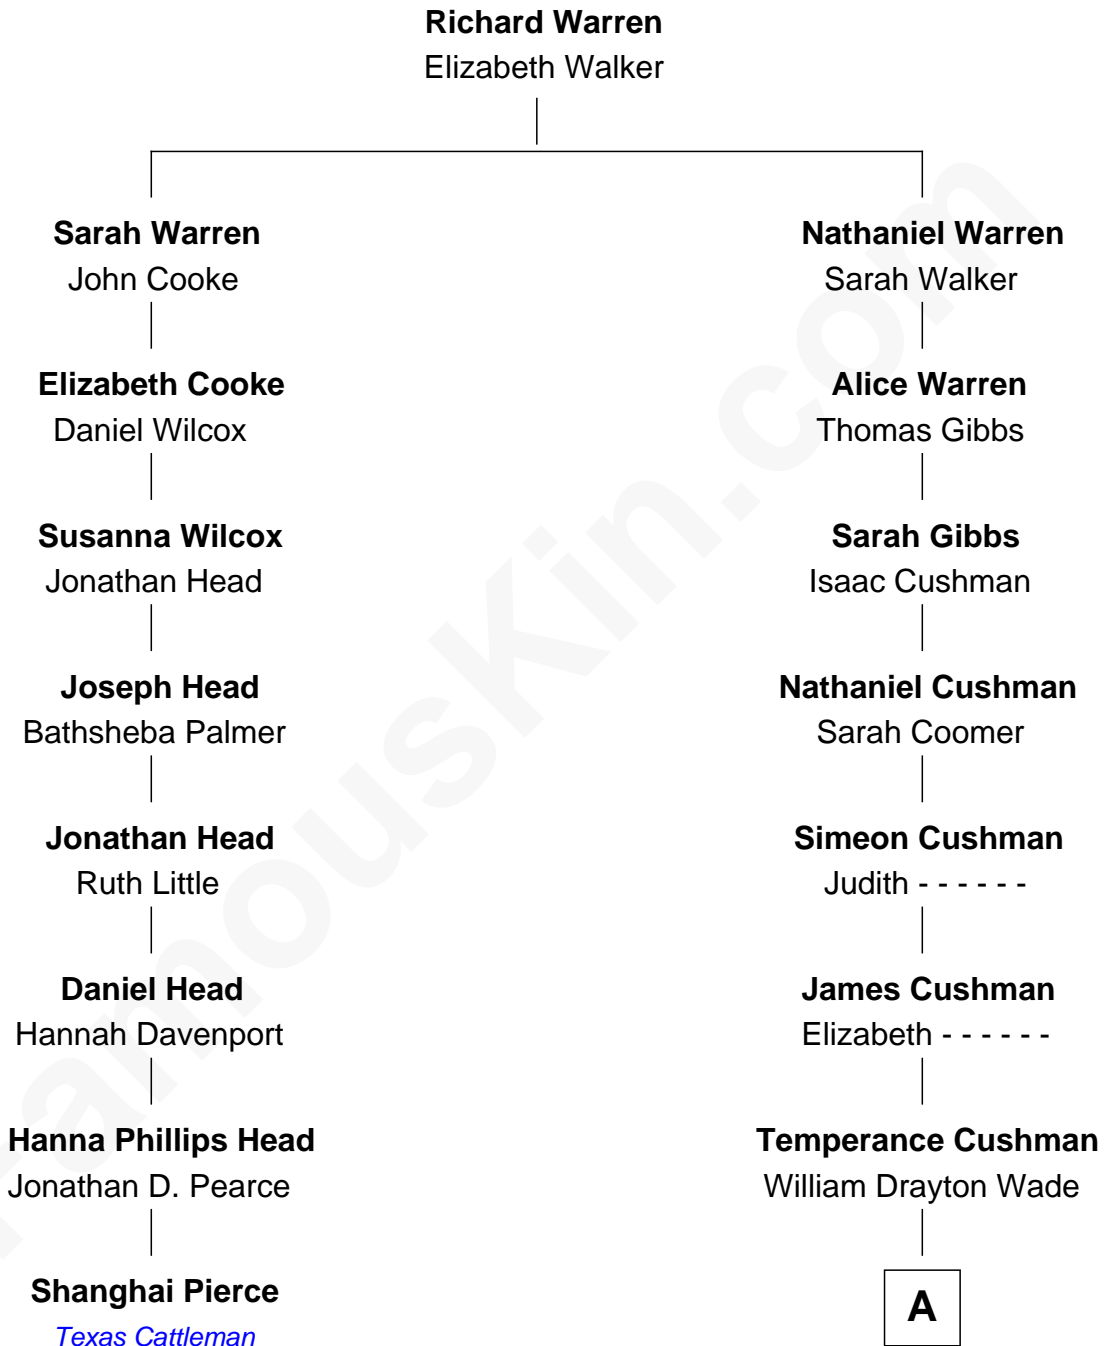 Richard Warren
Elizabeth Walker
Sarah Warren
John Cooke
Nathaniel Warren
Sarah Walker
Elizabeth Cooke
Daniel Wilcox
Alice Warren
Thomas Gibbs
Susanna Wilcox
Jonathan Head
Sarah Gibbs
Isaac Cushman
Joseph Head
Bathsheba Palmer
Nathaniel Cushman
Sarah Coomer
Jonathan Head
Ruth Little
Simeon Cushman
Judith - - - - - -
Daniel Head
Hannah Davenport
James Cushman
Elizabeth - - - - - -
Hanna Phillips Head
Jonathan D. Pearce
Temperance Cushman
William Drayton Wade
Shanghai Pierce
Texas Cattleman
A
FamousKin.com